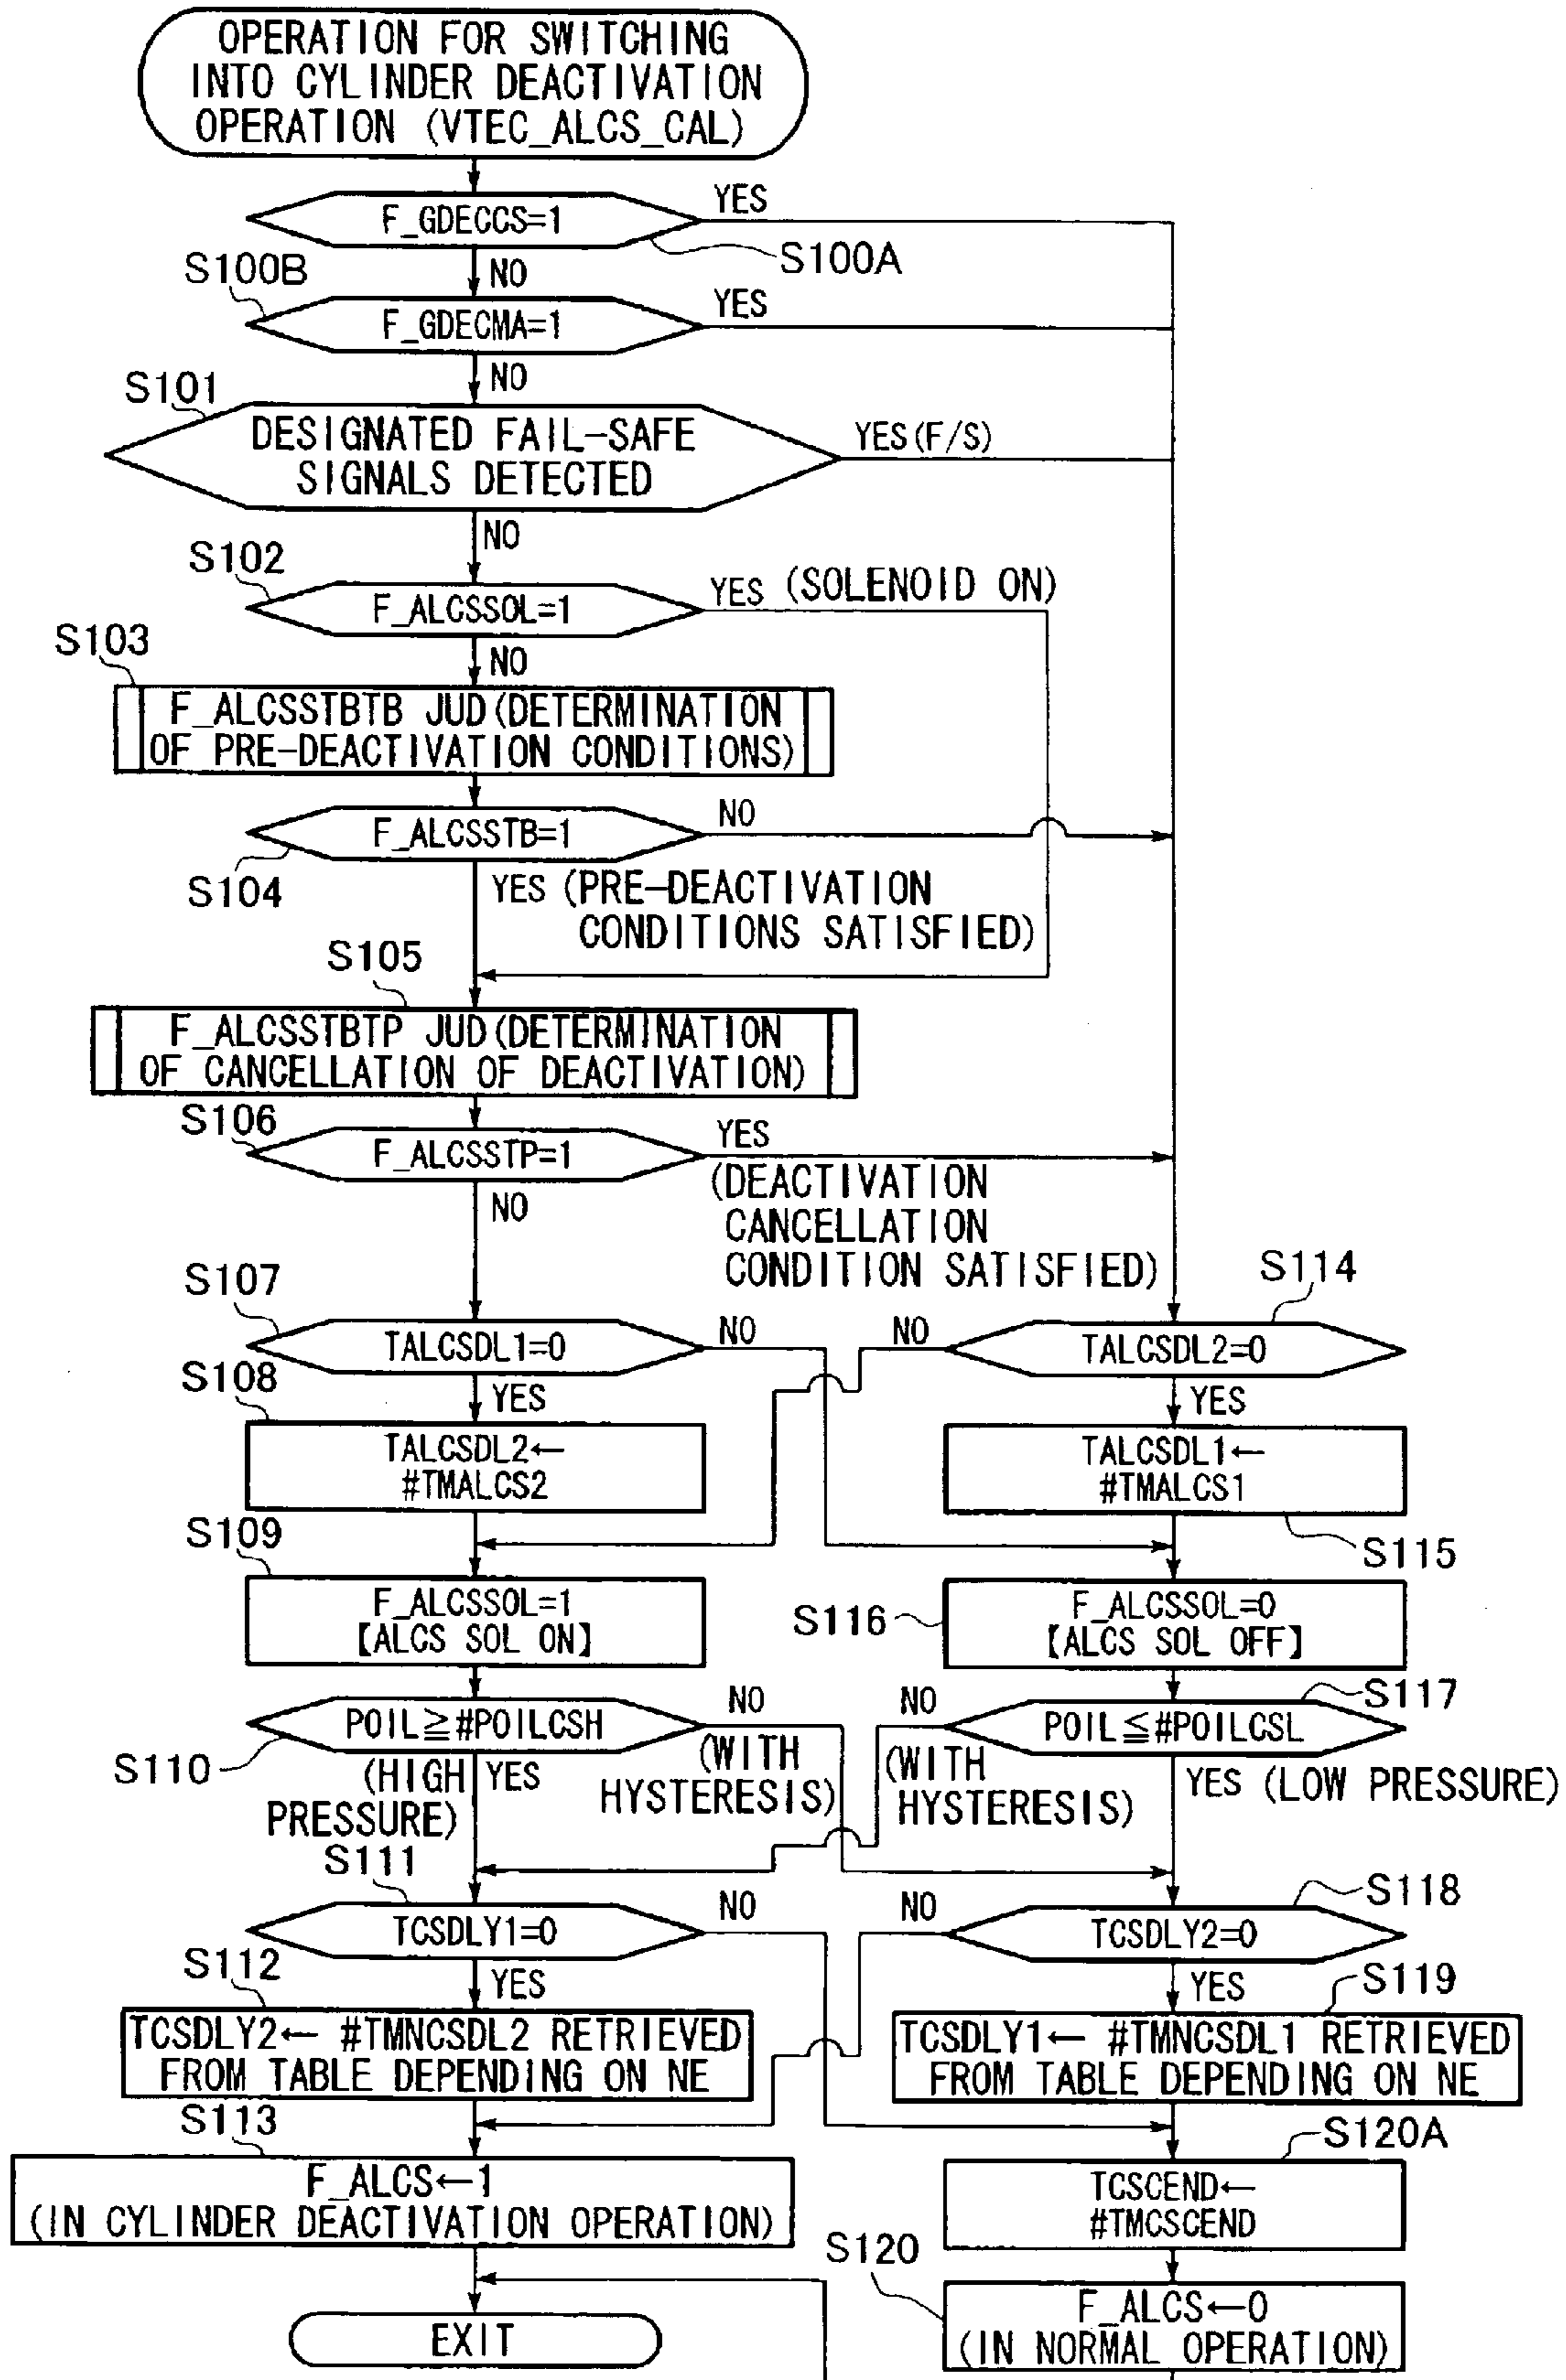 OPERATION FOR SWITCHING
INTO CYLINDER DEACTIVATION
OPERATION (VTEC_ALCS_CAL)
F_GDECCS=1
YES
S100A
NO
S100B
F_GDECMA=1
YES
NO
S101
DESIGNATED FAIL-SAFE
SIGNALS DETECTED
YES(F/S)
NO
S102
F_ALCSSOL=1
YES (SOLENOID ON)
NO
S103
F_ALCSSTBTB JUD(DETERMINATION
OF PRE-DEACTIVATION CONDITIONS)
F_ALCSSTB=1
NO
S104
YES (PRE-DEACTIVATION
CONDITIONS SATISFIED)
S105
F_ALCSSTBTP JUD(DETERMINATION
OF CANCELLATION OF DEACTIVATION)
S106
F_ALCSSTP=1
YES
(DEACTIVATION
CANCELLATION
CONDITION SATISFIED)
NO
S107
TALCSDL1=0
NO
YES
S114
TALCSDL2=0
NO
YES
S108
TALCSDL2←
#TMALCS2
TALCSDL1←
#TMALCS1
S115
S109
F_ALCSSOL=1
【ALCS SOL ON】
S116
F_ALCSSOL=0
【ALCS SOL OFF】
POIL≧#POILCSH
S110
NO
(WITH
HYSTERESIS)
(HIGH
PRESSURE)
YES
S117
POIL≦#POILCSL
NO
(WITH
HYSTERESIS)
YES (LOW PRESSURE)
S111
TCSDLY1=0
NO
YES
S118
TCSDLY2=0
NO
YES
S112
TCSDLY2← #TMNCSDL2 RETRIEVED
FROM TABLE DEPENDING ON NE
S119
TCSDLY1← #TMNCSDL1 RETRIEVED
FROM TABLE DEPENDING ON NE
S113
F_ALCS←1
(IN CYLINDER DEACTIVATION OPERATION)
S120A
TCSCEND←
#TMCSCEND
S120
F_ALCS←0
(IN NORMAL OPERATION)
EXIT